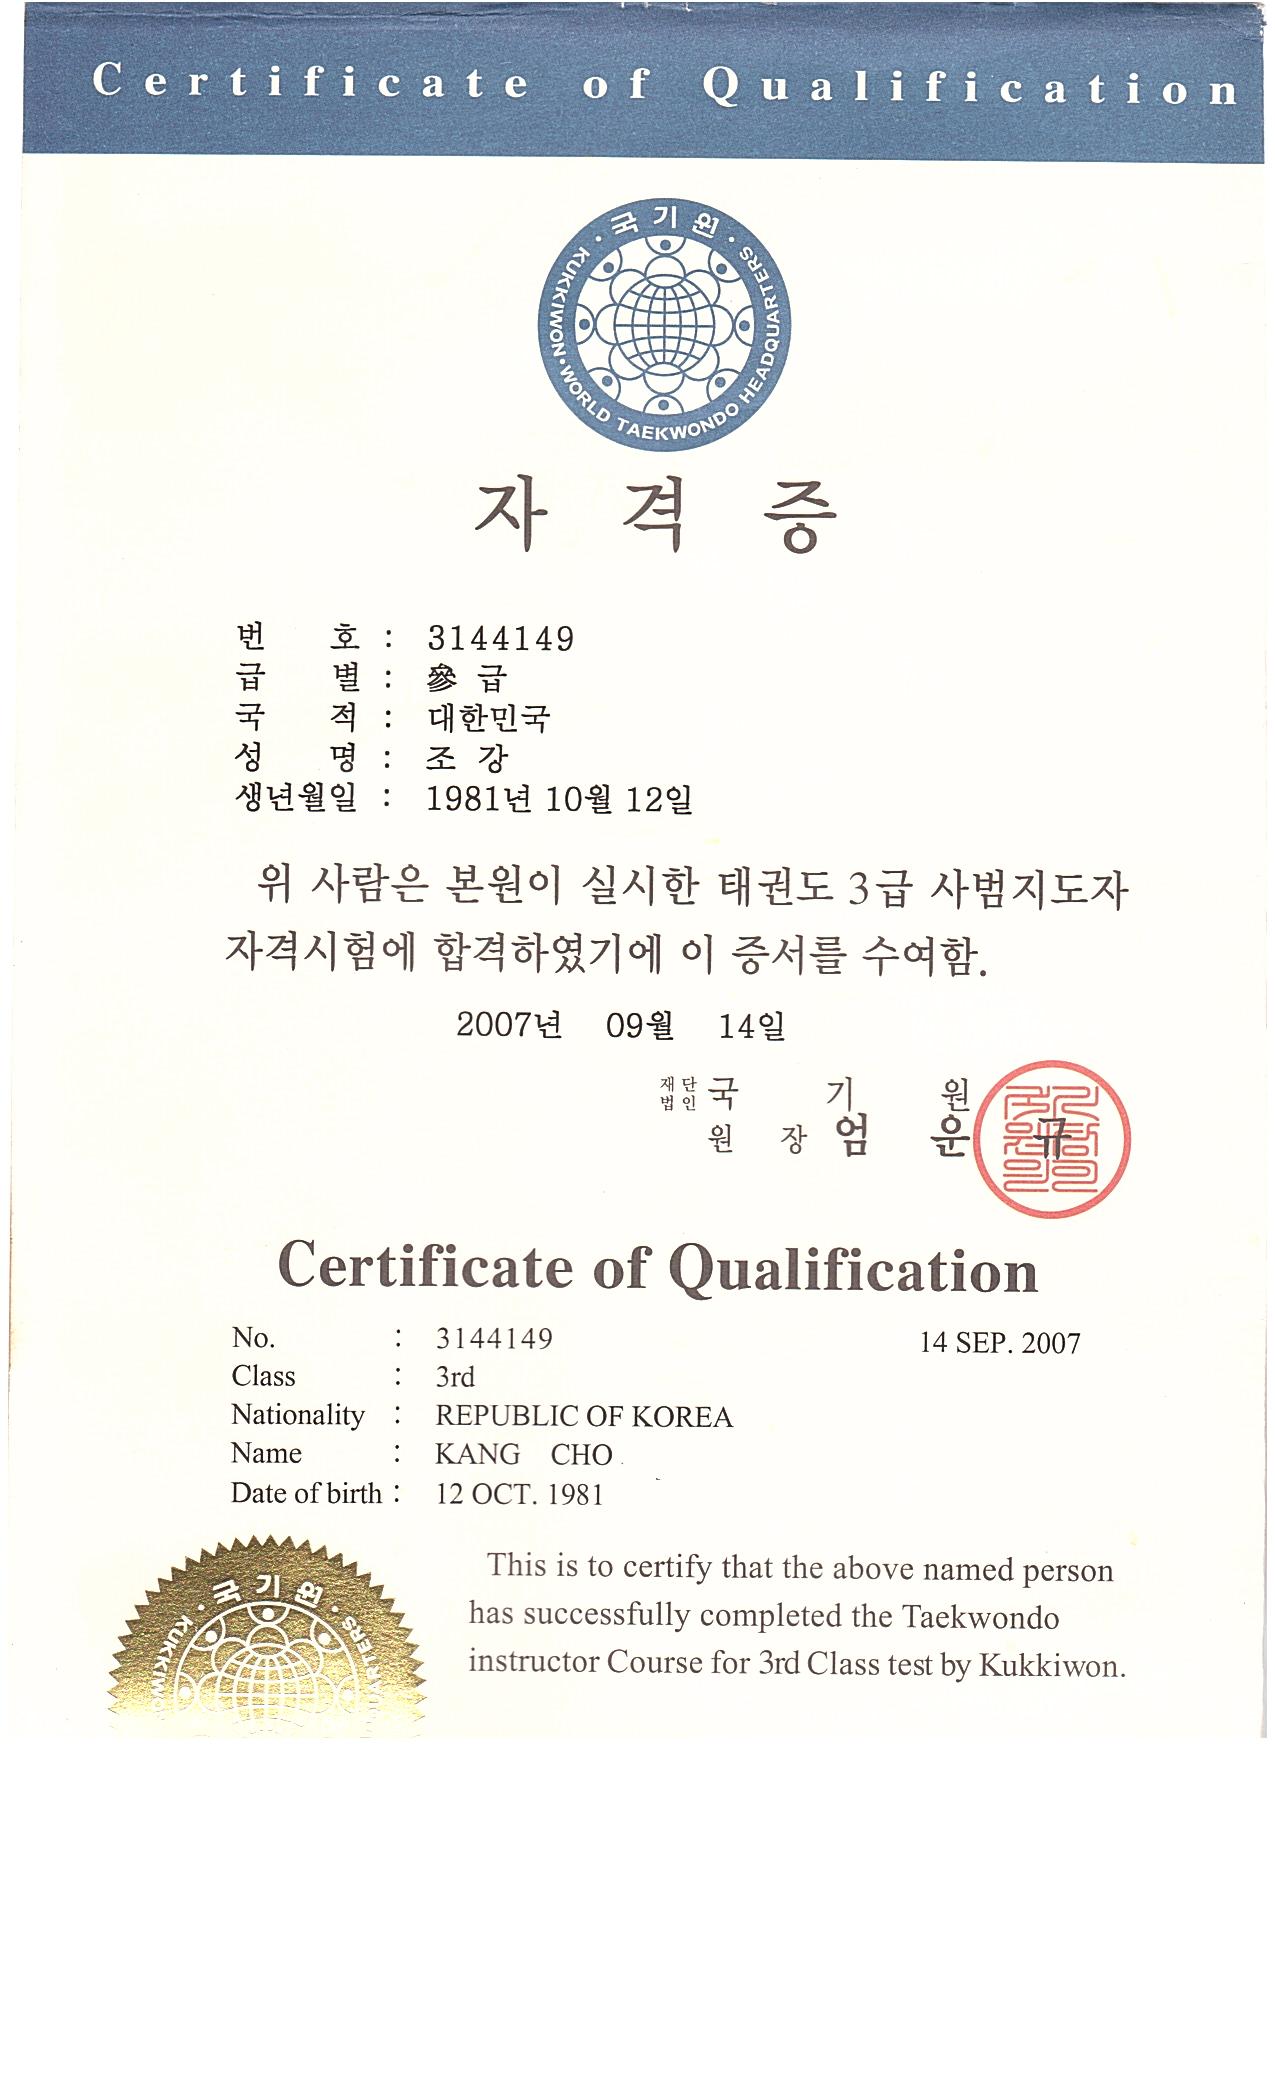 Certificate of Qualification
국기원
KUKKIWON · WORLD TAEKWONDO HEADQUARTERS
자 격 증
번 호 : 3144149
급 별 : 參 급
국 적 : 대한민국
성 명 : 조 강
생년월일 : 1981년 10월 12일
위 사람은 본원이 실시한 태권도 3급 사범지도자
자격시험에 합격하였기에 이 증서를 수여함.
2007년 09월 14일
재단법인 국 기 원
원 장 엄 운 규
Certificate of Qualification
No. : 3144149 14 SEP. 2007
Class : 3rd
Nationality : REPUBLIC OF KOREA
Name : KANG CHO
Date of birth : 12 OCT. 1981
This is to certify that the above named person
has successfully completed the Taekwondo
instructor Course for 3rd Class test by Kukkiwon.
국기원